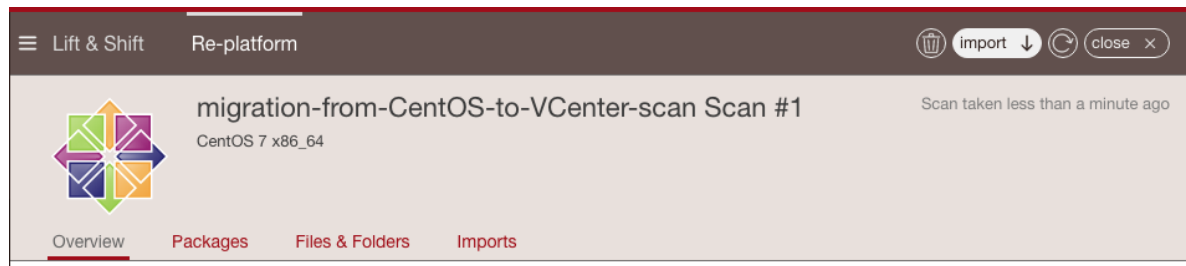 Lift & Shift Re-platform import close
migration-from-CentOS-to-VCenter-scan Scan #1 Scan taken less than a minute ago
CentOS 7 x86_64
Overview Packages Files & Folders Imports